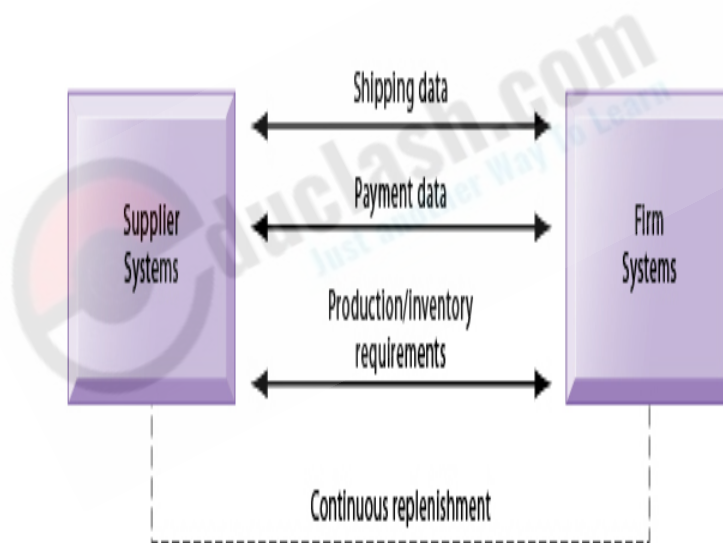 Shipping data
Payment data
Supplier
Systems
Firm
Systems
Production/inventory
requirements
Continuous replenishment
educlash.com
Just another Way to Learn